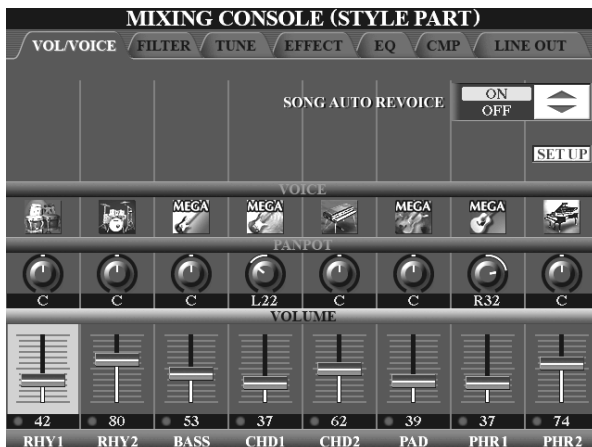 MIXING CONSOLE (STYLE PART)
VOL/VOICE FILTER TUNE EFFECT EQ CMP LINE OUT
SONG AUTO REVOICE ON
OFF
SET UP
VOICE
MEGA MEGA MEGA MEGA
PANPOT
C C C L22 C C R32 C
VOLUME
42 80 53 37 62 39 37 74
RHY1 RHY2 BASS CHD1 CHD2 PAD PHR1 PHR2